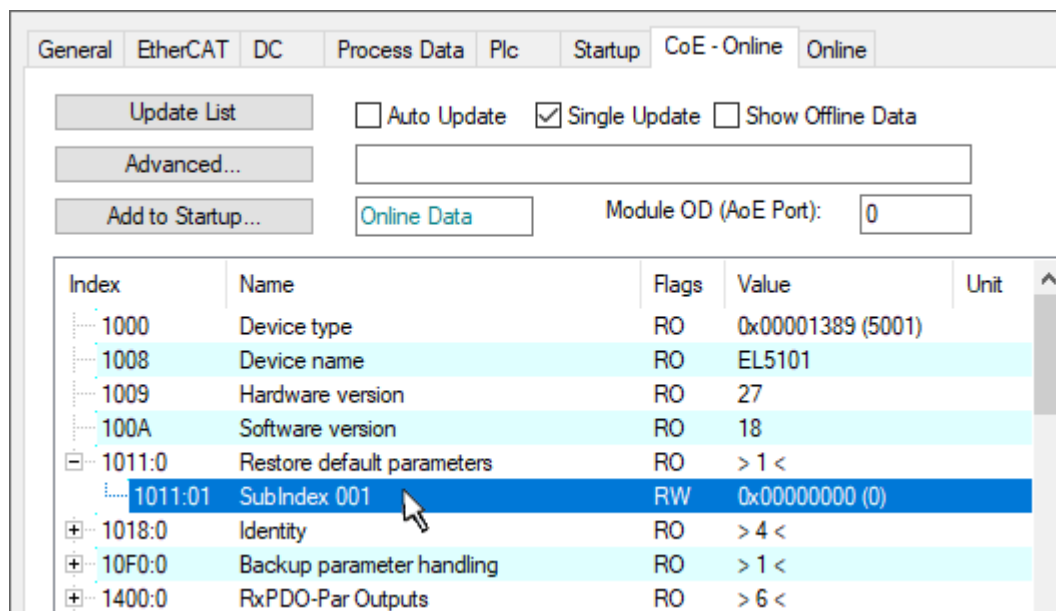 General EtherCAT DC Process Data Plc Startup CoE - Online Online
Update List Auto Update Single Update Show Offline Data
Advanced...
Add to Startup... Online Data Module OD (AoE Port): 0
Index Name Flags Value Unit
1000 Device type RO 0x00001389 (5001)
1008 Device name RO EL5101
1009 Hardware version RO 27
100A Software version RO 18
1011:0 Restore default parameters RO > 1 <
1011:01 SubIndex 001 RW 0x00000000 (0)
1018:0 Identity RO > 4 <
10F0:0 Backup parameter handling RO > 1 <
1400:0 RxPDO-Par Outputs RO > 6 <